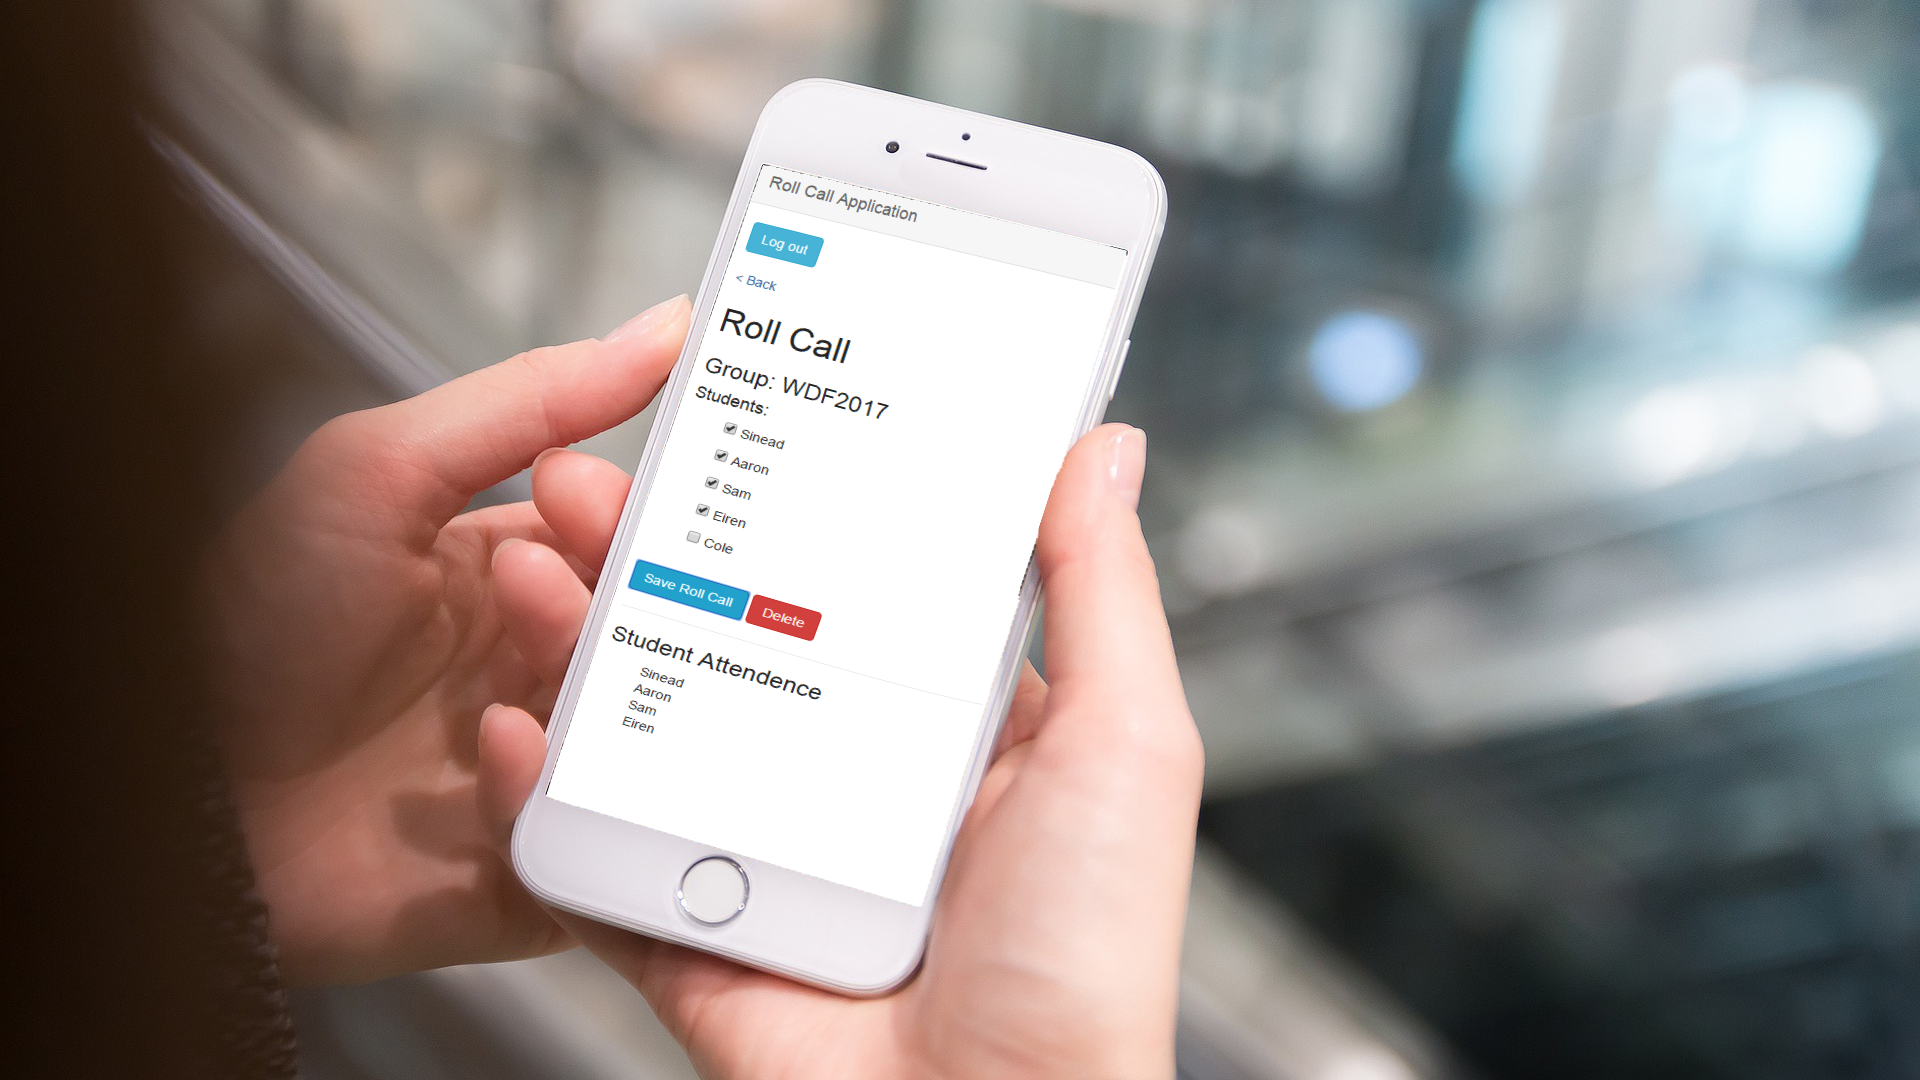 Roll Call Application
Log out
< Back
Roll Call
Group: WDF2017
Students:
Sinead
Aaron
Sam
Eiren
Cole
Save Roll Call Delete
Student Attendence
Sinead
Aaron
Sam
Eiren